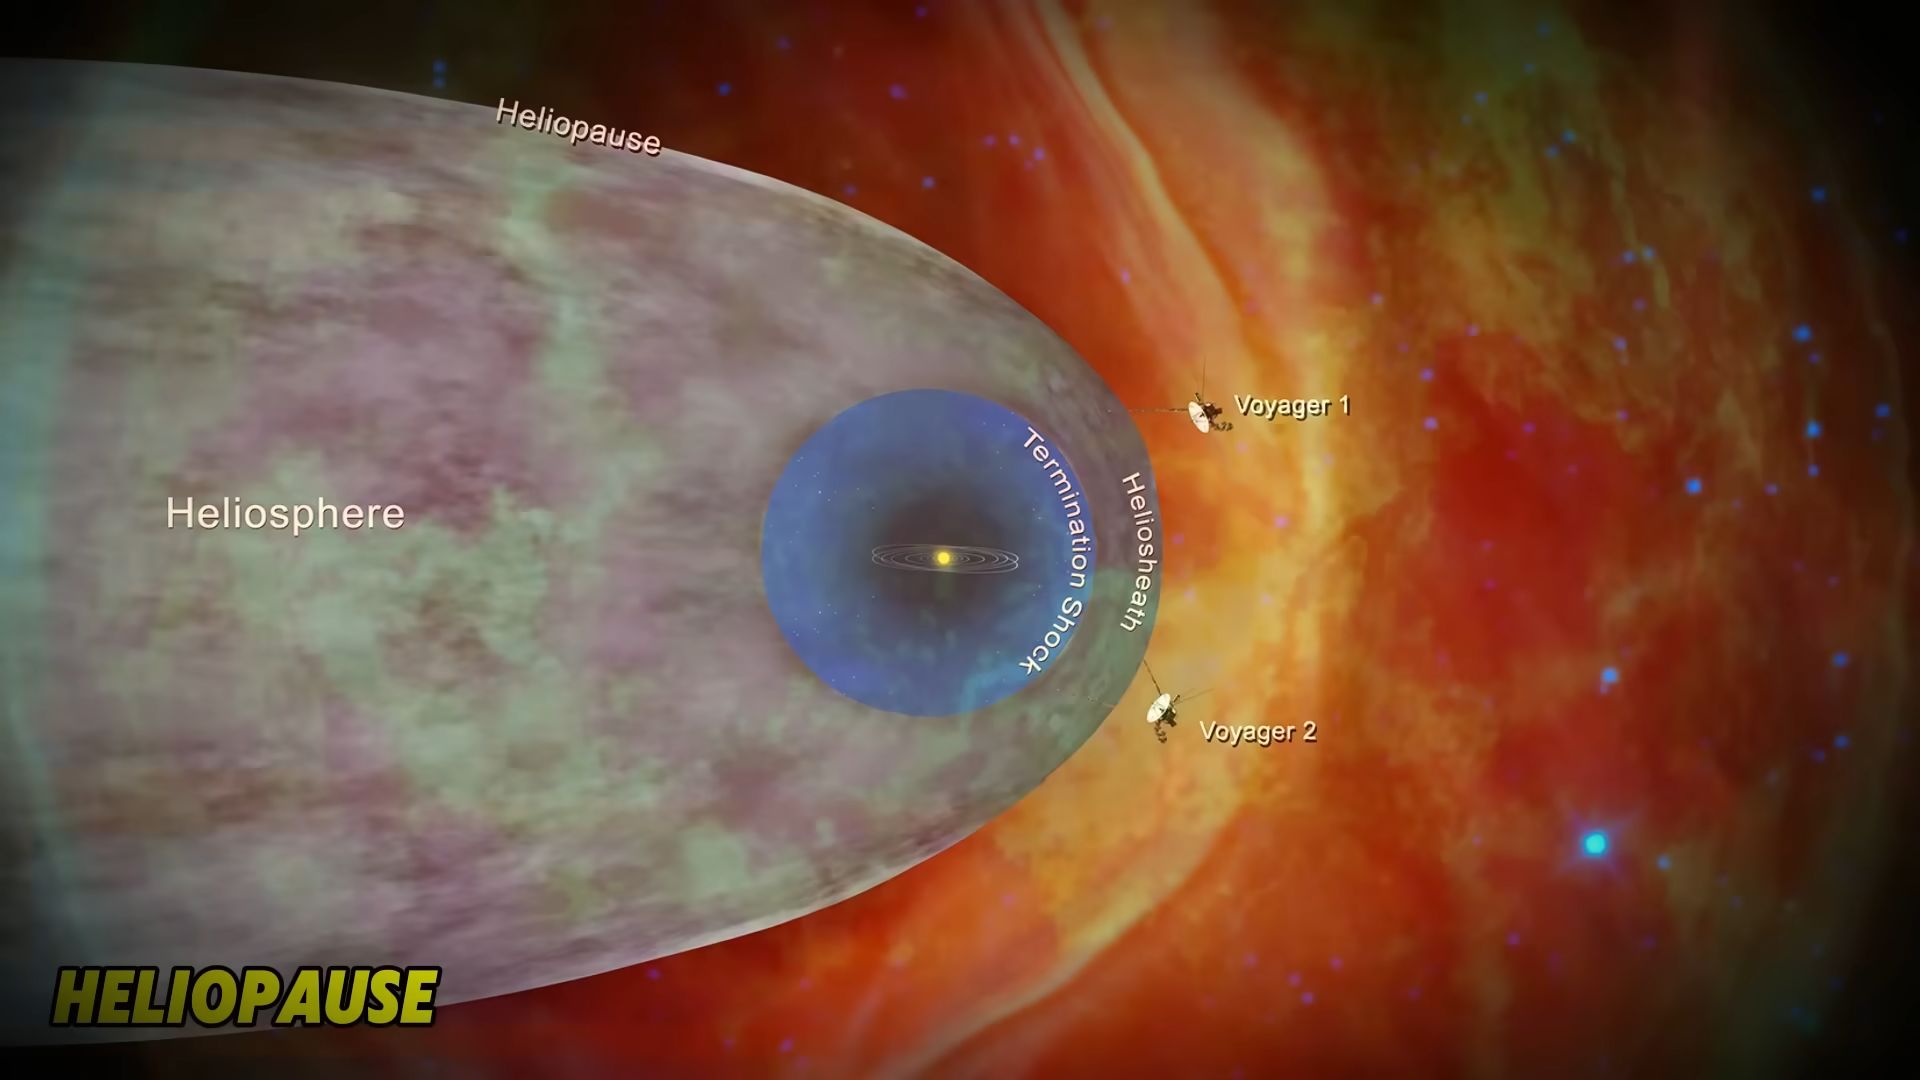 Heliopause
Voyager 1
Termination Shock
Heliosheath
Heliosphere
Voyager 2
HELIOPAUSE